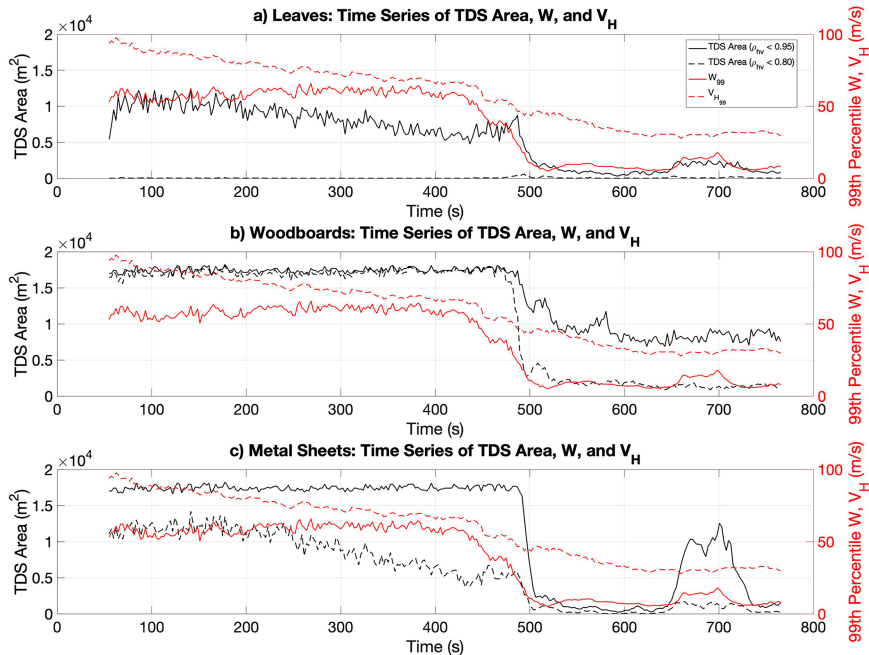 a) Leaves: Time Series of TDS Area, W, and V_H
×10^4
2
1.5
1
0.5
0
TDS Area (m²)
100
50
0
99th Percentile W, V_H (m/s)
TDS Area (ρ_hv < 0.95)
TDS Area (ρ_hv < 0.80)
W_99
V_H_99
0 100 200 300 400 500 600 700 800
Time (s)
b) Woodboards: Time Series of TDS Area, W, and V_H
×10^4
2
1.5
1
0.5
0
TDS Area (m²)
100
50
0
99th Percentile W, V_H (m/s)
0 100 200 300 400 500 600 700 800
Time (s)
c) Metal Sheets: Time Series of TDS Area, W, and V_H
×10^4
2
1.5
1
0.5
0
TDS Area (m²)
100
50
0
99th Percentile W, V_H (m/s)
0 100 200 300 400 500 600 700 800
Time (s)